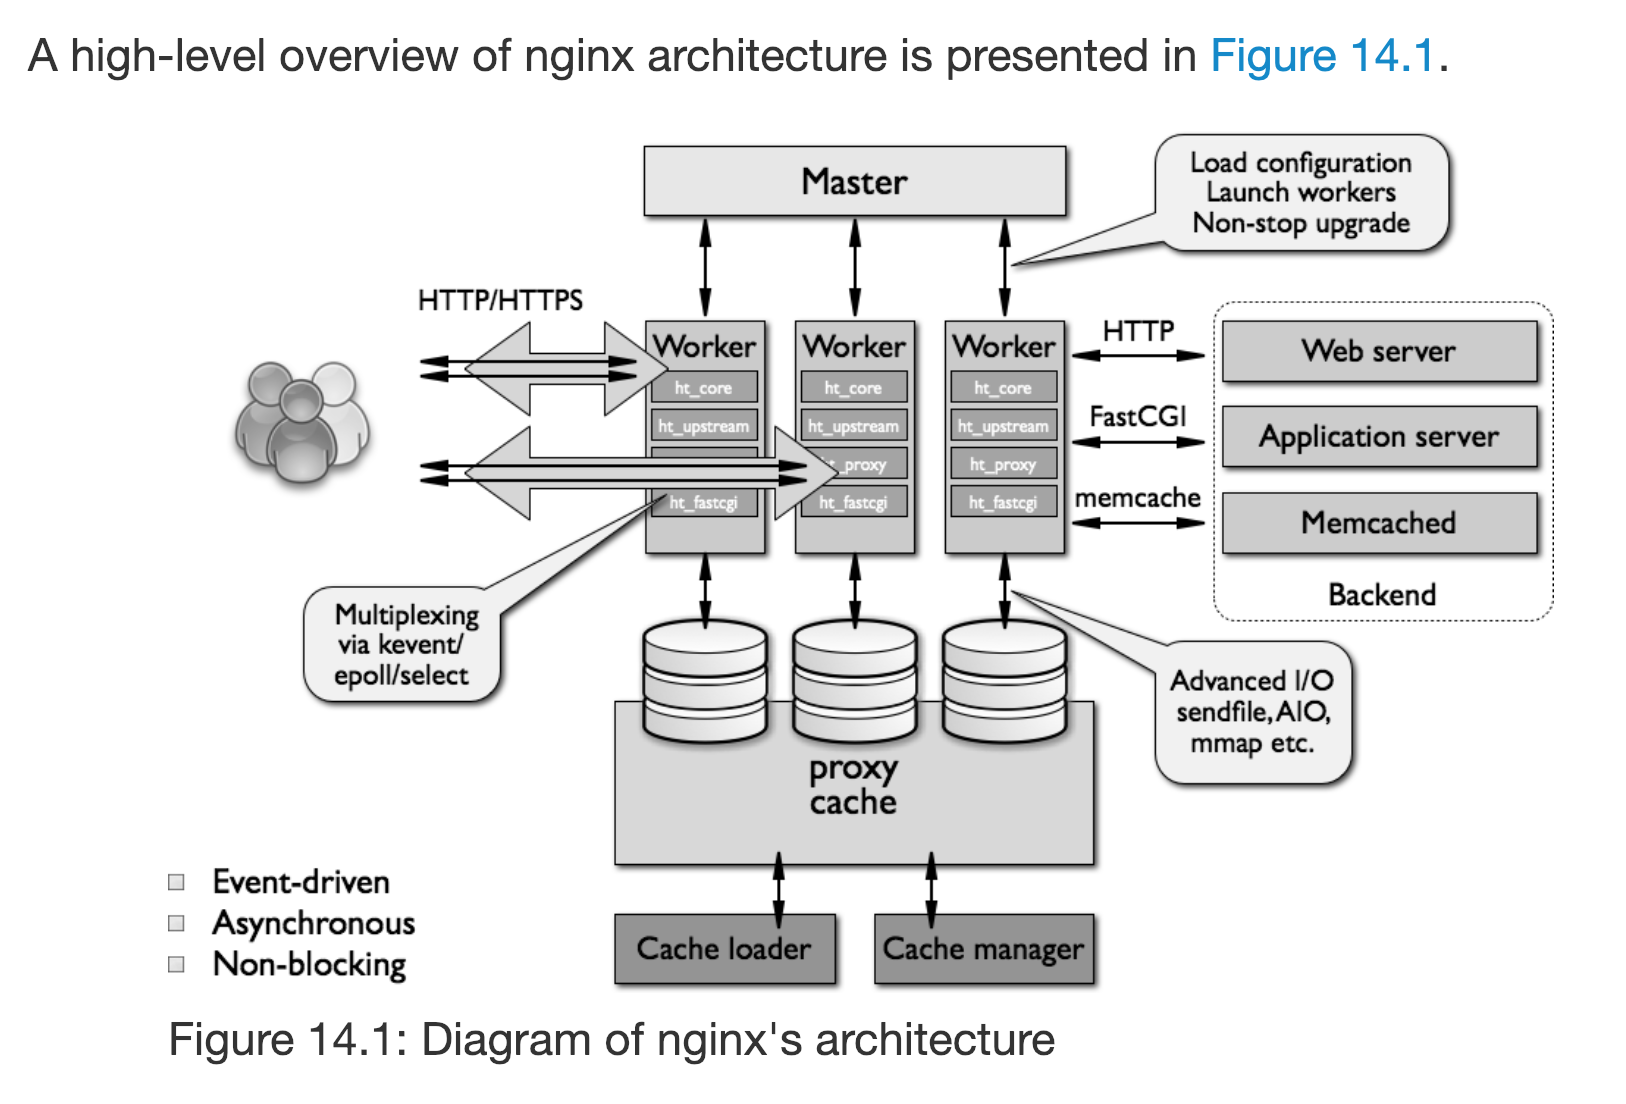 A high-level overview of nginx architecture is presented in Figure 14.1.
Master
Load configuration
Launch workers
Non-stop upgrade
HTTP/HTTPS
Worker
ht_core
ht_upstream
ht_fastcgi
Worker
ht_core
ht_upstream
_proxy
ht_fastcgi
Worker
ht_core
ht_upstream
ht_proxy
ht_fastcgi
HTTP
FastCGI
memcache
Web server
Application server
Memcached
Backend
Multiplexing
via kevent/
epoll/select
Advanced I/O
sendfile, AIO,
mmap etc.
proxy
cache
Cache loader
Cache manager
Event-driven
Asynchronous
Non-blocking
Figure 14.1: Diagram of nginx's architecture